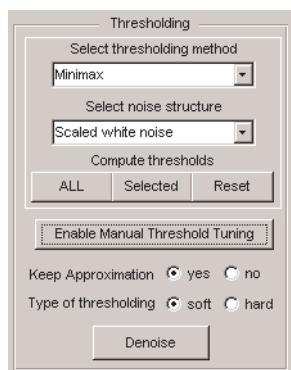 Thresholding
Select thresholding method
Minimax
Select noise structure
Scaled white noise
Compute thresholds
ALL Selected Reset
Enable Manual Threshold Tuning
Keep Approximation yes no
Type of thresholding soft hard
Denoise